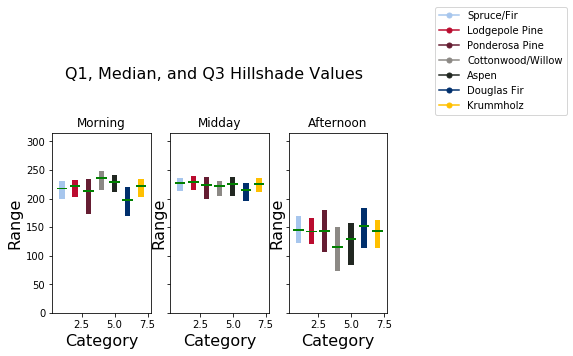 Spruce/Fir
Lodgepole Pine
Ponderosa Pine
Cottonwood/Willow
Aspen
Douglas Fir
Krummholz
Q1, Median, and Q3 Hillshade Values
Morning Midday Afternoon
300
250
200
150
100
50
0
Range Range Range
2.5 5.0 7.5 2.5 5.0 7.5 2.5 5.0 7.5
Category Category Category